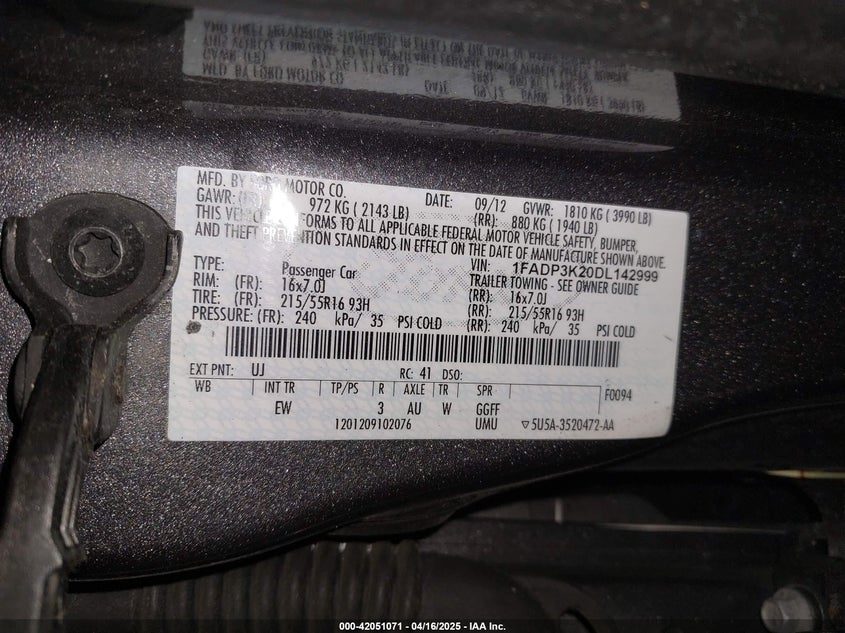 MFD. BY FORD MOTOR CO. DATE: 09/12 GVWR: 1810 KG ( 3990 LB)
GAWR: 972 KG ( 2143 LB) (RR): 880 KG ( 1940 LB)
THIS VEHICLE CONFORMS TO ALL APPLICABLE FEDERAL MOTOR VEHICLE SAFETY, BUMPER,
AND THEFT PREVENTION STANDARDS IN EFFECT ON THE DATE OF MANUFACTURE SHOWN ABOVE.
VIN: 1FADP3K20DL142999
TYPE: Passenger Car TRAILER TOWING - SEE OWNER GUIDE
RIM: (FR): 16x7.0J (RR): 16x7.0J
TIRE: (FR): 215/55R16 93H (RR): 215/55R16 93H
PRESSURE: (FR): 240 kPa/ 35 PSI COLD (RR): 240 kPa/ 35 PSI COLD
EXT PNT: UJ RC: 41 DSO: F0094
WB INT TR TP/PS R AXLE TR SPR
EW 3 AU W GGFF
1201209102076 UMU ▽5U5A-3520472-AA
000-42051071 - 04/16/2025 - IAA Inc.